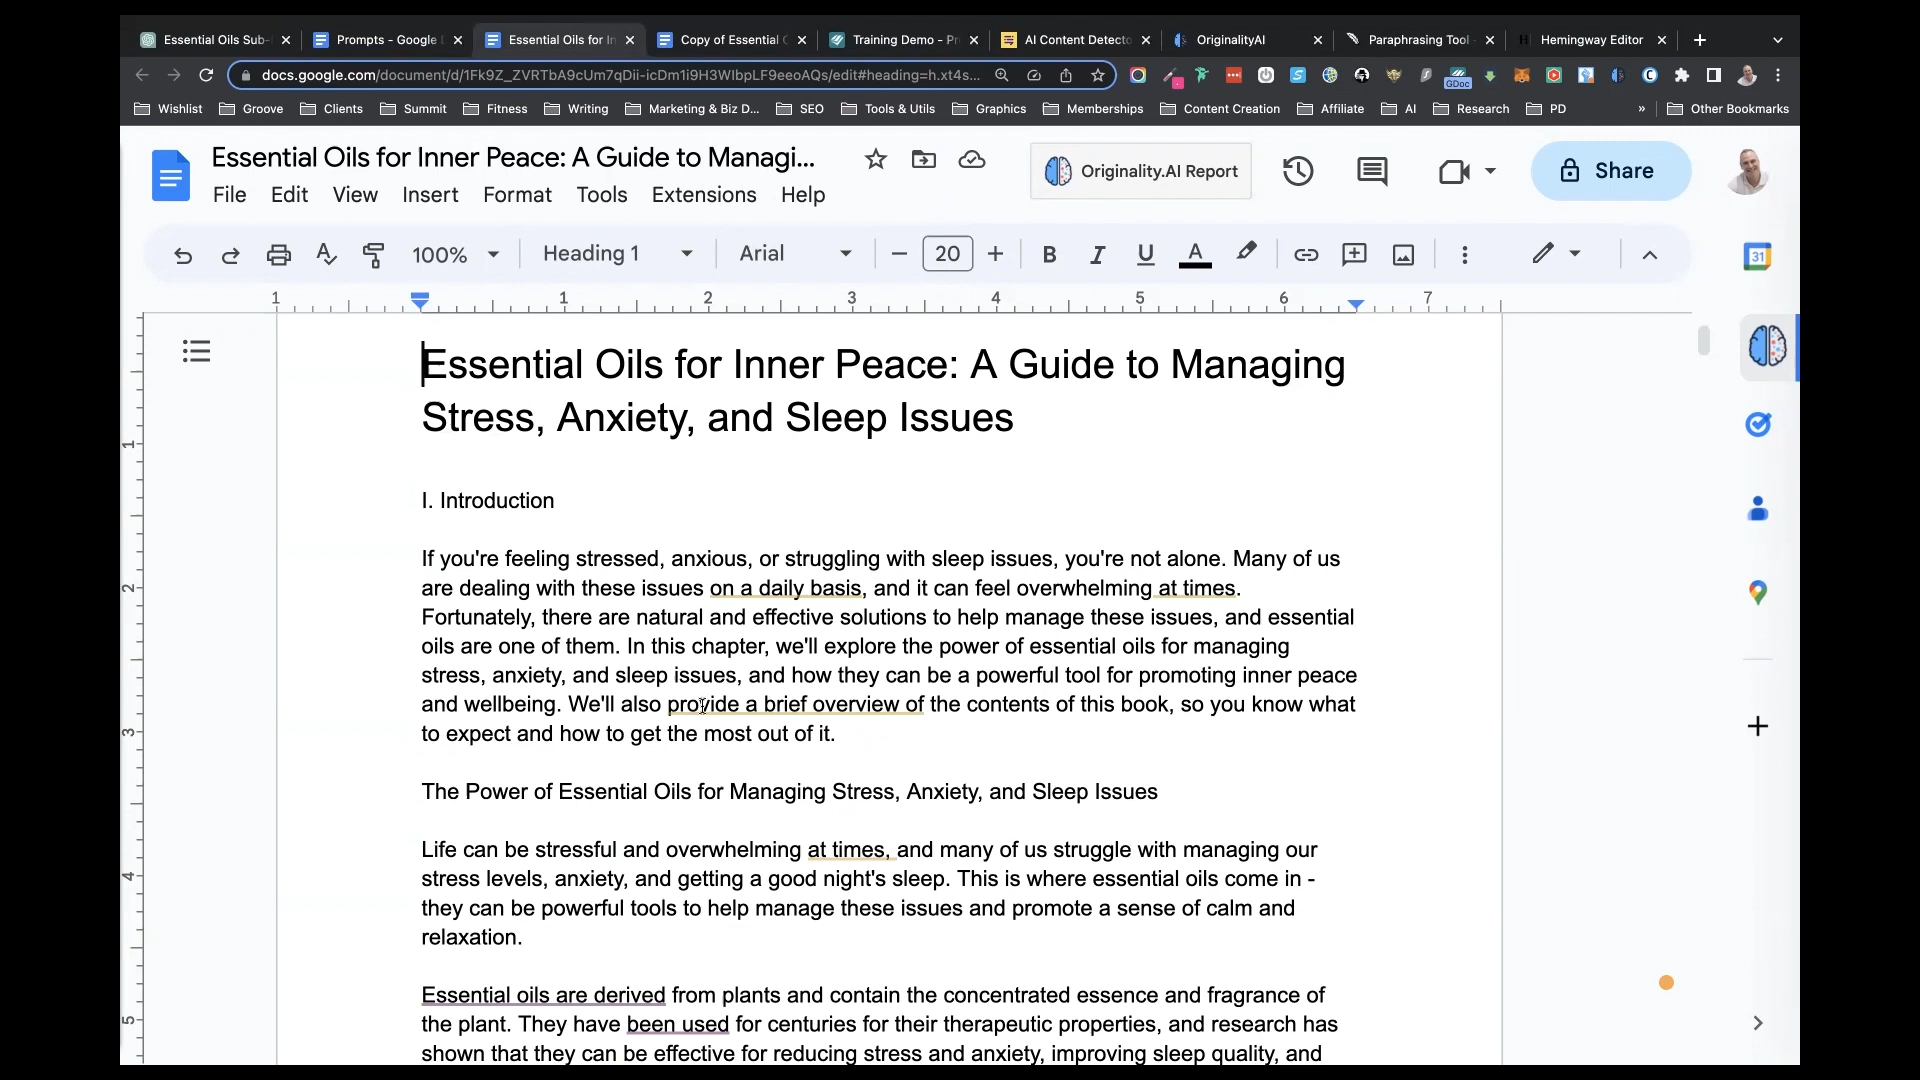 Essential Oils Sub-
Prompts - Google
Essential Oils for In
Copy of Essential
Training Demo - Pr
AI Content Detecto
OriginalityAI
Paraphrasing Tool
Hemingway Editor
docs.google.com/document/d/1Fk9Z_ZVRTbA9cUm7qDii-icDm1i9H3WIbpLF9eeoAQs/edit#heading=h.xt4s...
GDoc
Wishlist
Groove
Clients
Summit
Fitness
Writing
Marketing & Biz D...
SEO
Tools & Utils
Graphics
Memberships
Content Creation
Affiliate
AI
Research
PD
»
Other Bookmarks
Essential Oils for Inner Peace: A Guide to Managi...
Originality.AI Report
Share
File Edit View Insert Format Tools Extensions Help
100% Heading 1 Arial 20 B I U A
31
1 1 2 3 4 5 6 7
Essential Oils for Inner Peace: A Guide to Managing
Stress, Anxiety, and Sleep Issues
I. Introduction
If you're feeling stressed, anxious, or struggling with sleep issues, you're not alone. Many of us
are dealing with these issues on a daily basis, and it can feel overwhelming at times.
Fortunately, there are natural and effective solutions to help manage these issues, and essential
oils are one of them. In this chapter, we'll explore the power of essential oils for managing
stress, anxiety, and sleep issues, and how they can be a powerful tool for promoting inner peace
and wellbeing. We'll also provide a brief overview of the contents of this book, so you know what
to expect and how to get the most out of it.
The Power of Essential Oils for Managing Stress, Anxiety, and Sleep Issues
Life can be stressful and overwhelming at times, and many of us struggle with managing our
stress levels, anxiety, and getting a good night's sleep. This is where essential oils come in -
they can be powerful tools to help manage these issues and promote a sense of calm and
relaxation.
Essential oils are derived from plants and contain the concentrated essence and fragrance of
the plant. They have been used for centuries for their therapeutic properties, and research has
shown that they can be effective for reducing stress and anxiety, improving sleep quality, and
1
2
3
4
5